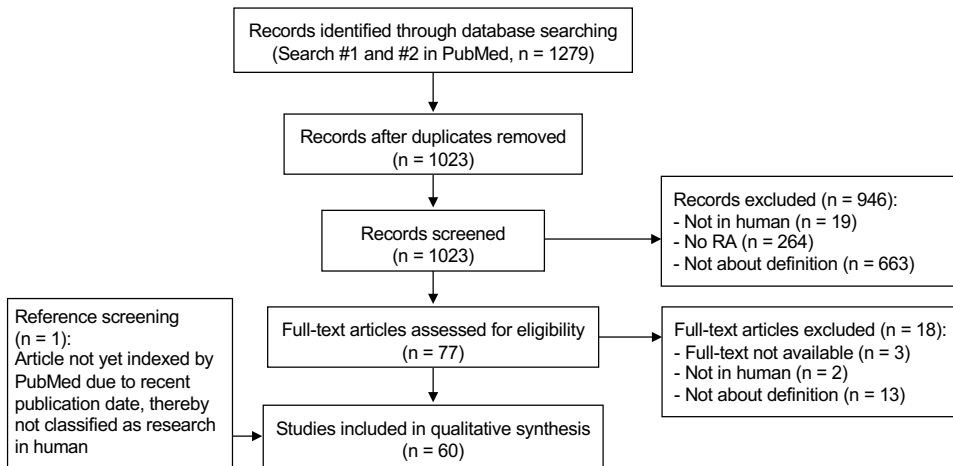 Records identified through database searching
(Search #1 and #2 in PubMed, n = 1279)
Records after duplicates removed
(n = 1023)
Records screened
(n = 1023)
Records excluded (n = 946):
- Not in human (n = 19)
- No RA (n = 264)
- Not about definition (n = 663)
Full-text articles assessed for eligibility
(n = 77)
Full-text articles excluded (n = 18):
- Full-text not available (n = 3)
- Not in human (n = 2)
- Not about definition (n = 13)
Reference screening
(n = 1):
Article not yet indexed by
PubMed due to recent
publication date, thereby
not classified as research
in human
Studies included in qualitative synthesis
(n = 60)